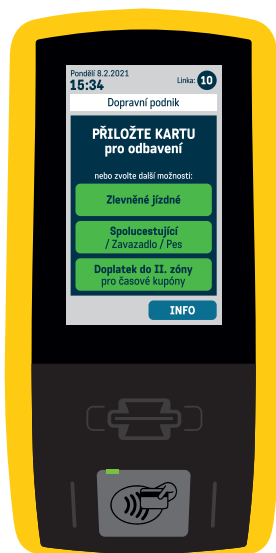 Pondělí 8.2.2021
15:34
Linka: 10
Dopravní podnik
PŘILOŽTE KARTU
pro odbavení
nebo zvolte další možnosti:
Zlevněné jízdné
Spolucestující
/ Zavazadlo / Pes
Doplatek do II. zóny
pro časové kupóny
INFO